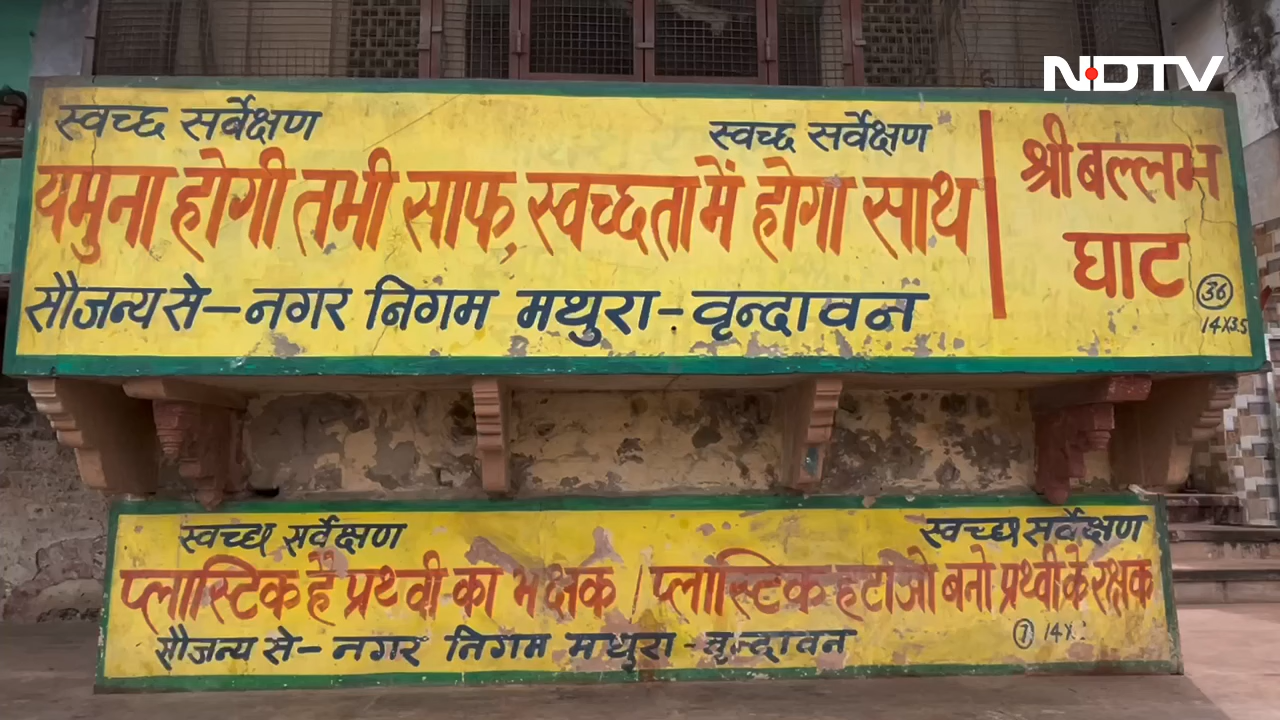 NDTV
स्वच्छ सर्बेक्षण स्वच्छ सर्वेक्षण
यमुना होगी तभी साफ, स्वच्छता में होगा साथ
सौजन्य से - नगर निगम मथुरा - वृन्दावन
श्री बल्लभ
घाट
36
14X3.5
स्वच्छ सर्वेक्षण स्वच्छ सर्वेक्षण
प्लास्टिक है प्रथ्वी का भक्षक / प्लास्टिक हटाओ बनो प्रथ्वी के रक्षक
सौजन्य से - नगर निगम मथुरा - वृन्दावन
7 14X